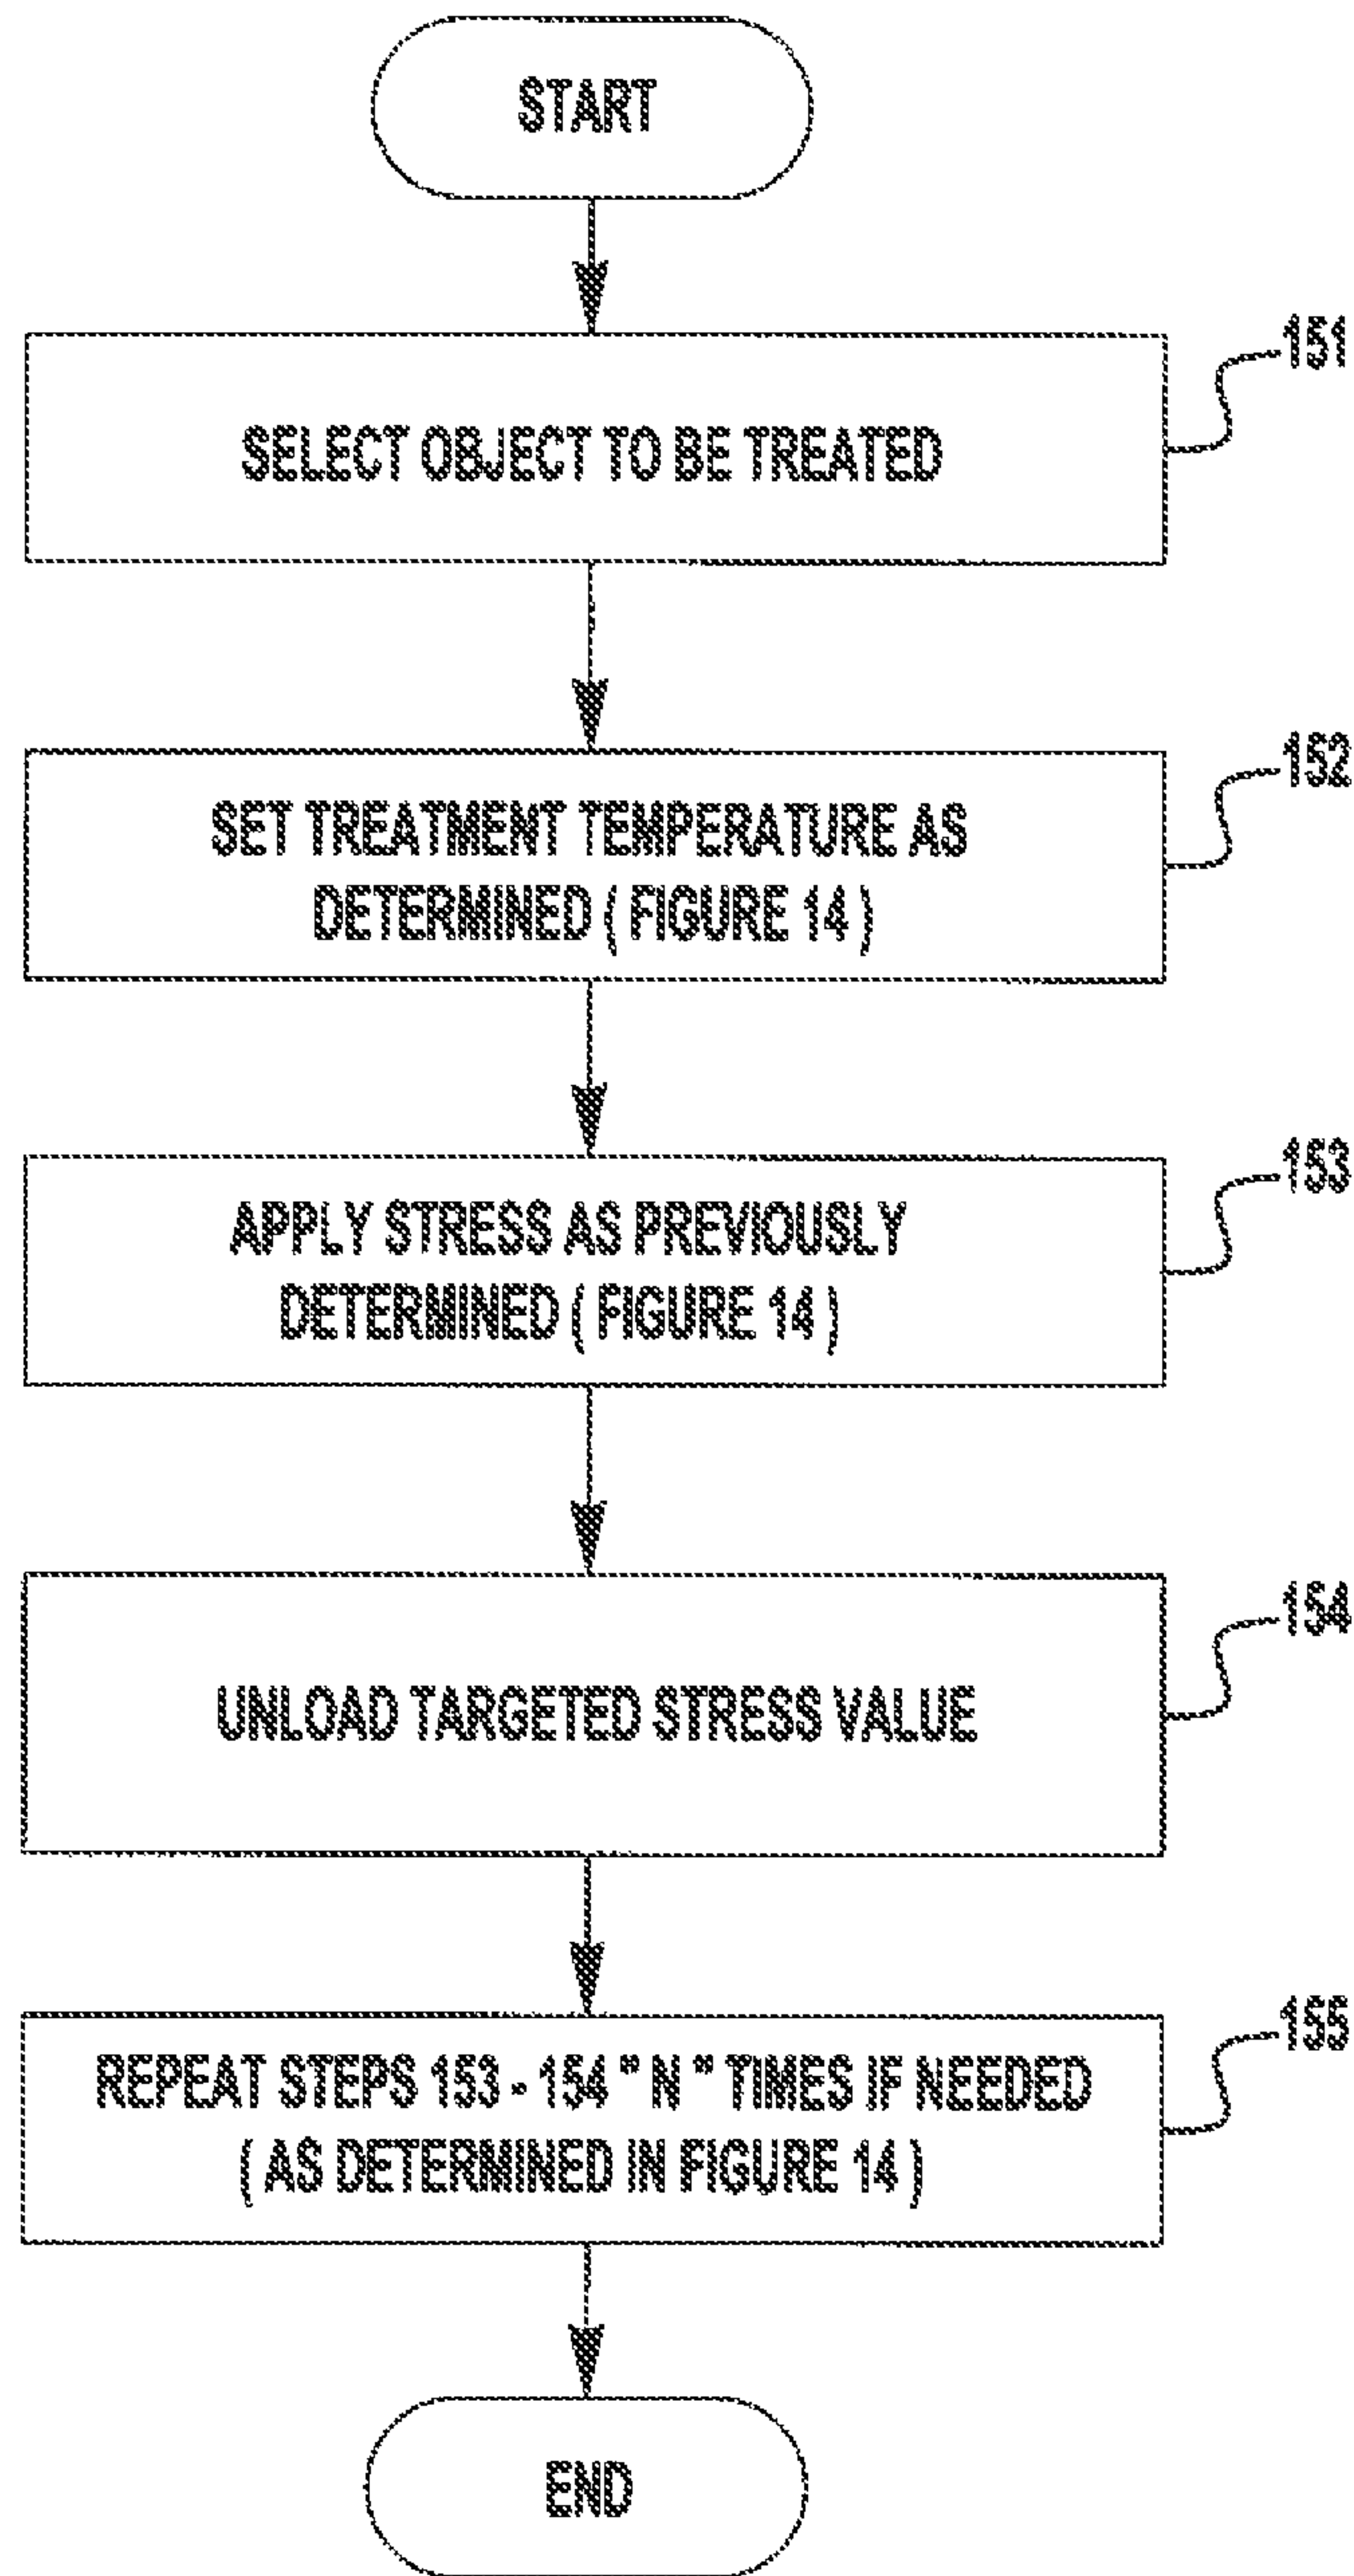 START
151
SELECT OBJECT TO BE TREATED
152
SET TREATMENT TEMPERATURE AS
DETERMINED ( FIGURE 14 )
153
APPLY STRESS AS PREVIOUSLY
DETERMINED ( FIGURE 14 )
154
UNLOAD TARGETED STRESS VALUE
155
REPEAT STEPS 153 - 154 " N " TIMES IF NEEDED
( AS DETERMINED IN FIGURE 14 )
END